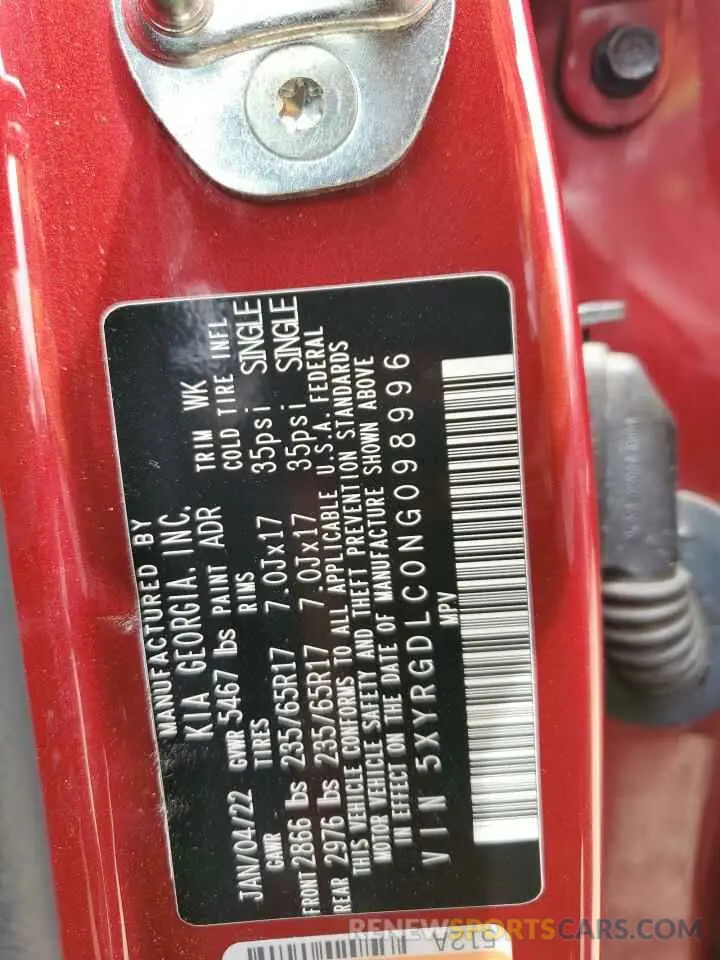 MANUFACTURED BY
KIA GEORGIA, INC.
JAN/04/22 GVWR 5467 lbs PAINT ADR TRIM WK
GAWR TIRES RIMS COLD TIRE INFL
FRONT 2866 lbs 235/65R17 7.0Jx17 35psi SINGLE
REAR 2976 lbs 235/65R17 7.0Jx17 35psi SINGLE
THIS VEHICLE CONFORMS TO ALL APPLICABLE U.S.A. FEDERAL
MOTOR VEHICLE SAFETY AND THEFT PREVENTION STANDARDS
IN EFFECT ON THE DATE OF MANUFACTURE SHOWN ABOVE
VIN 5XYRGDLC0NG098996
MPV
512A
RENEWSPORTSCARS.COM